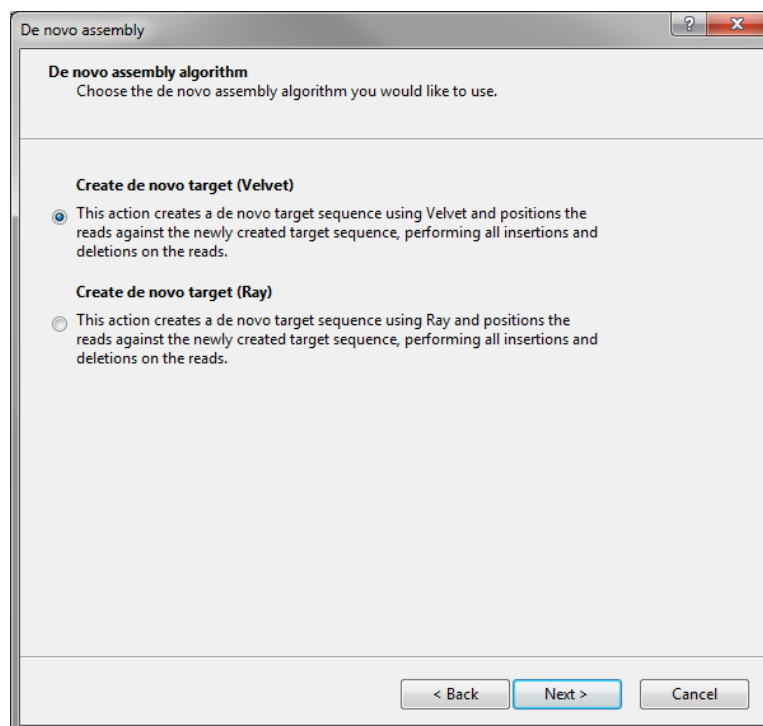 De novo assembly
?
De novo assembly algorithm
Choose the de novo assembly algorithm you would like to use.
Create de novo target (Velvet)
This action creates a de novo target sequence using Velvet and positions the
reads against the newly created target sequence, performing all insertions and
deletions on the reads.
Create de novo target (Ray)
This action creates a de novo target sequence using Ray and positions the
reads against the newly created target sequence, performing all insertions and
deletions on the reads.
< Back Next > Cancel